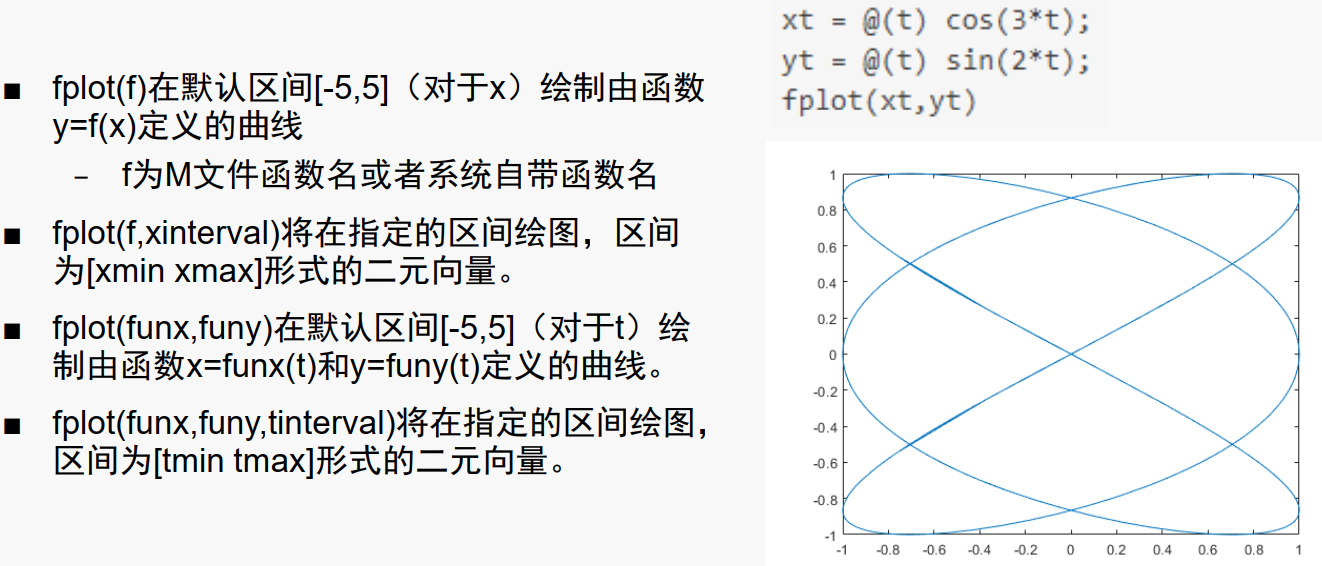 ■ fplot(f)在默认区间[-5,5]（对于x）绘制由函数
y=f(x)定义的曲线
– f为M文件函数名或者系统自带函数名
■ fplot(f,xinterval)将在指定的区间绘图，区间
为[xmin xmax]形式的二元向量。
■ fplot(funx,funy)在默认区间[-5,5]（对于t）绘
制由函数x=funx(t)和y=funy(t)定义的曲线。
■ fplot(funx,funy,tinterval)将在指定的区间绘图，
区间为[tmin tmax]形式的二元向量。
xt = @(t) cos(3*t);
yt = @(t) sin(2*t);
fplot(xt,yt)
1
0.8
0.6
0.4
0.2
0
-0.2
-0.4
-0.6
-0.8
-1
-1 -0.8 -0.6 -0.4 -0.2 0 0.2 0.4 0.6 0.8 1